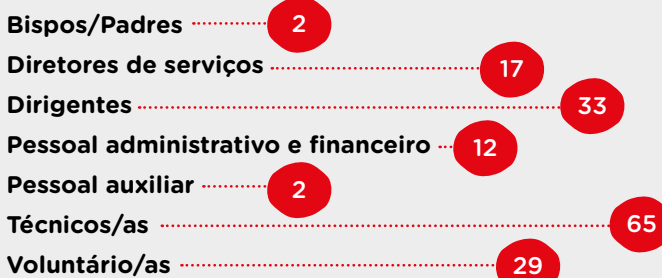 Bispos/Padres 2
Diretores de serviços 17
Dirigentes 33
Pessoal administrativo e financeiro 12
Pessoal auxiliar 2
Técnicos/as 65
Voluntário/as 29